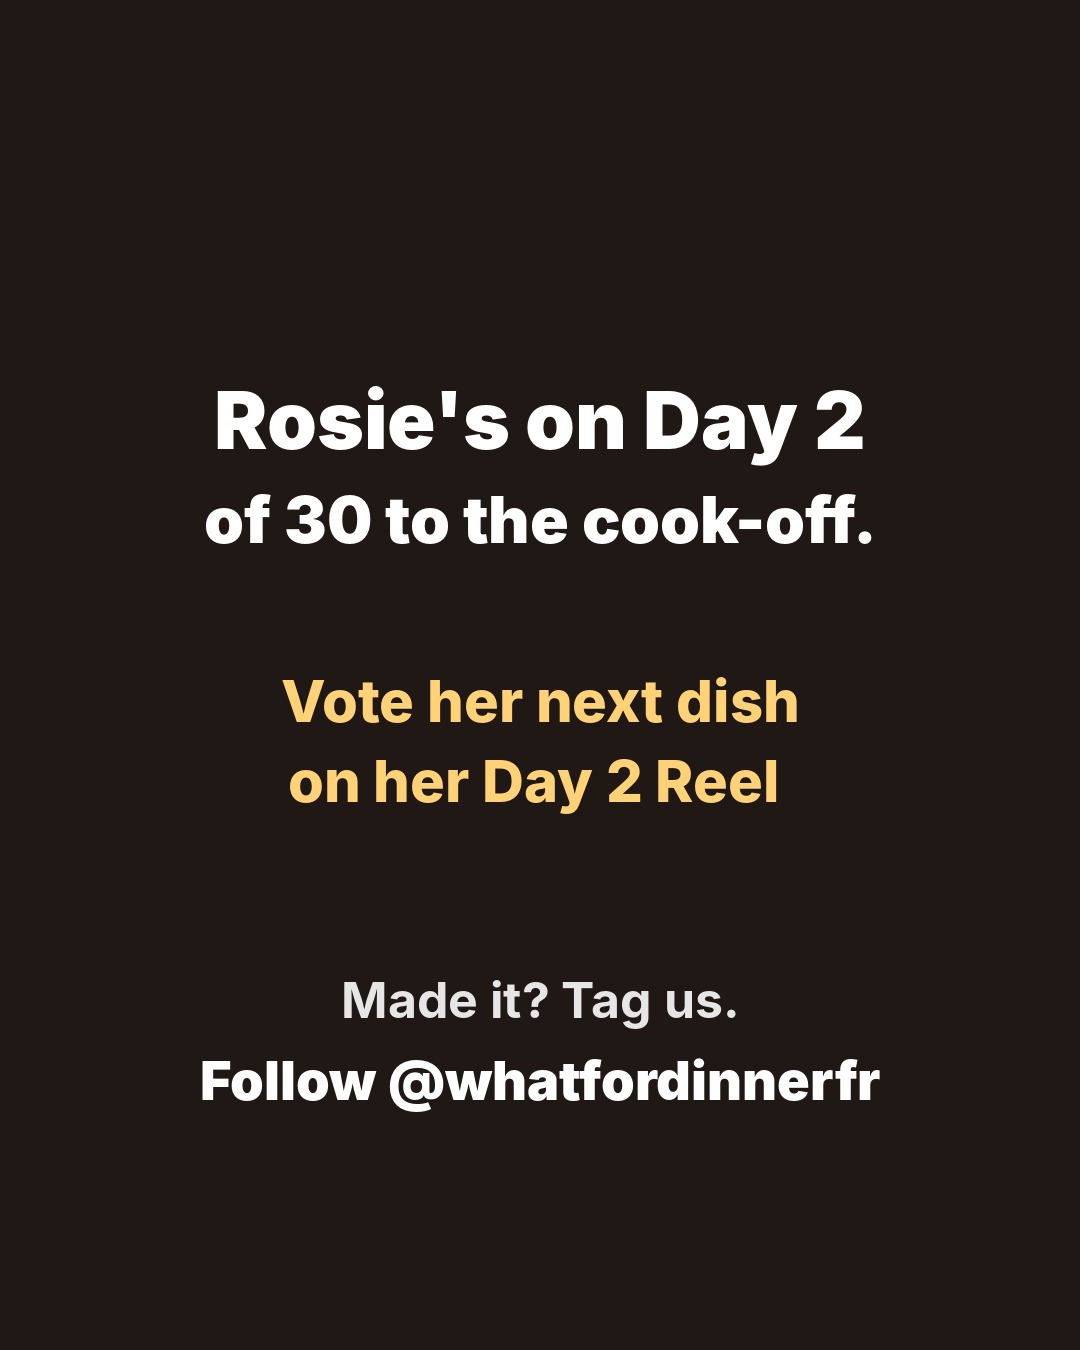 Rosie's on Day 2
of 30 to the cook-off.
Vote her next dish
on her Day 2 Reel
Made it? Tag us.
Follow @whatfordinnerfr